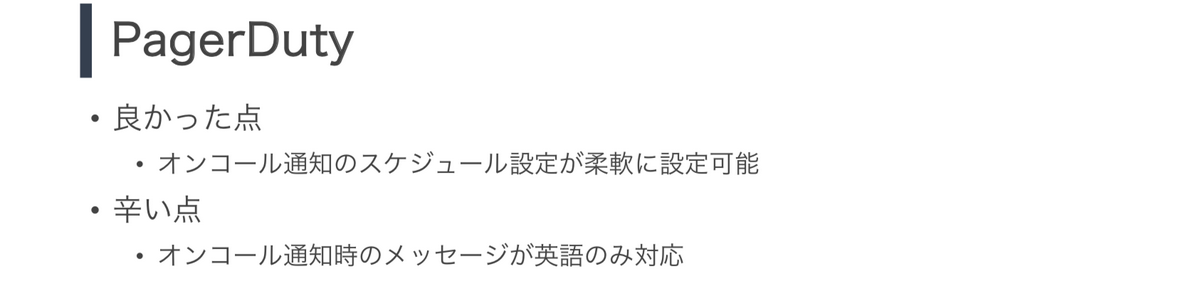 PagerDuty
• 良かった点
• オンコール通知のスケジュール設定が柔軟に設定可能
• 辛い点
• オンコール通知時のメッセージが英語のみ対応